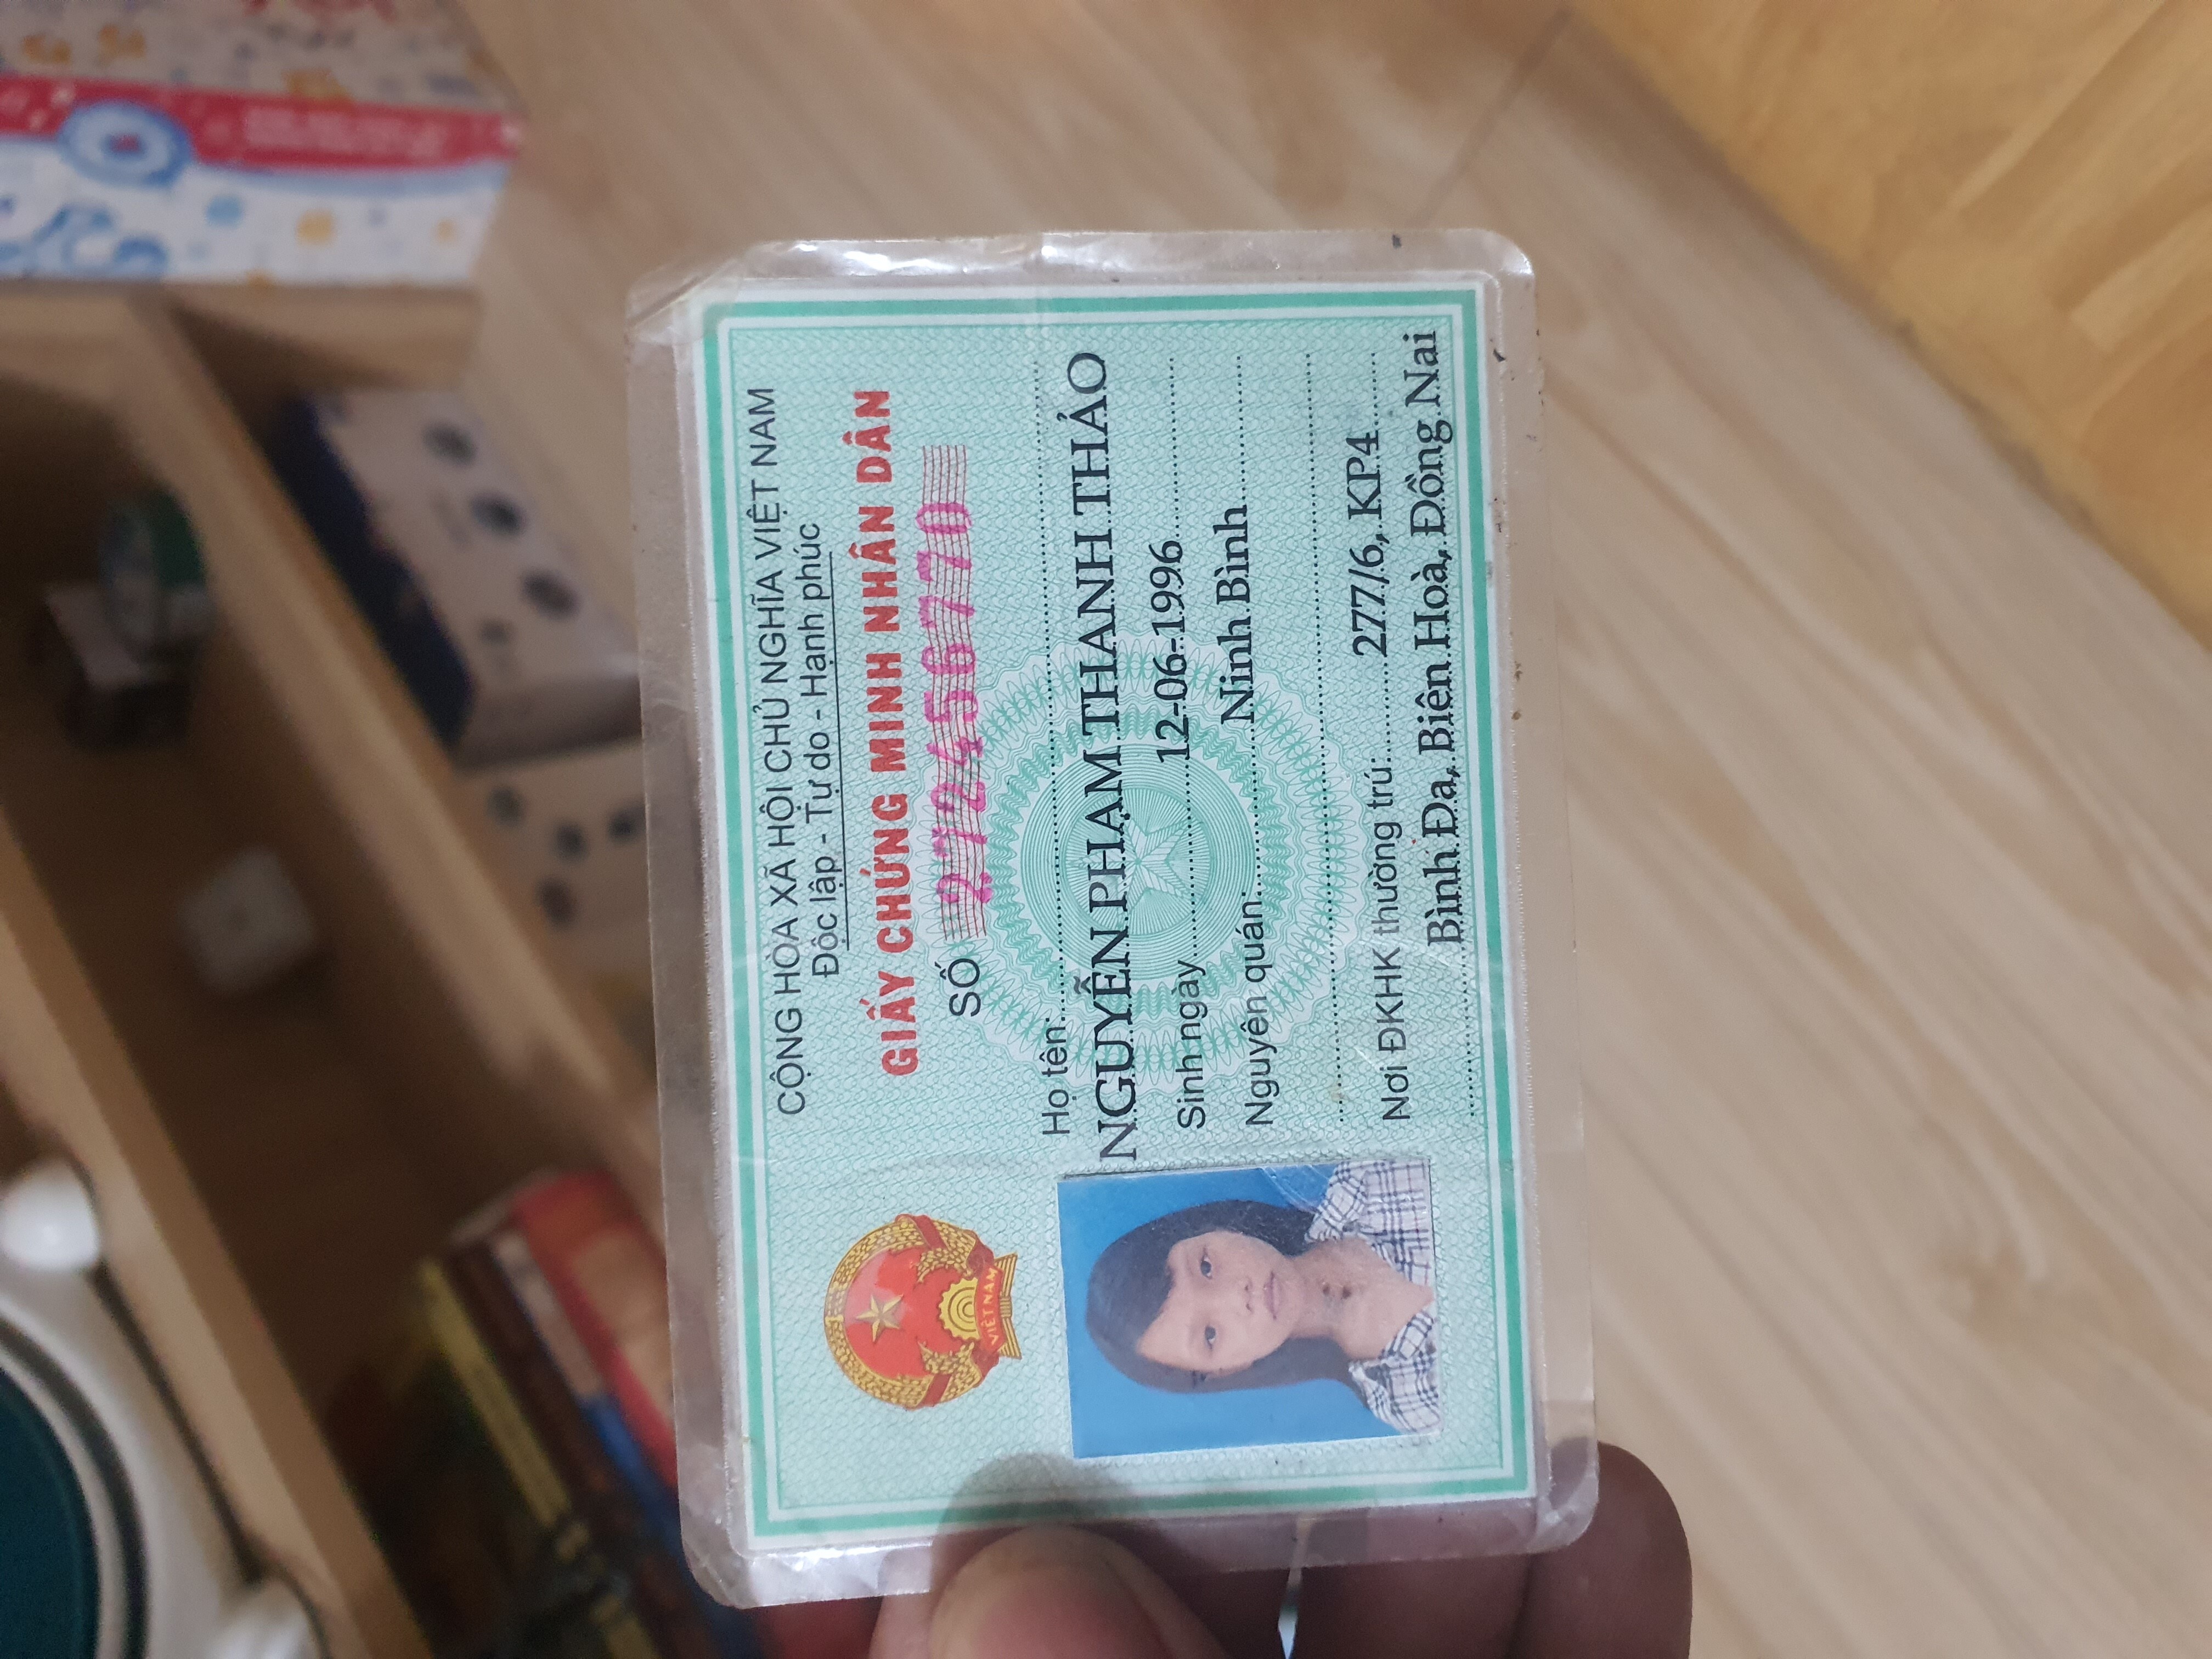 CỘNG HÒA XÃ HỘI CHỦ NGHĨA VIỆT NAM
Độc lập - Tự do - Hạnh phúc
GIẤY CHỨNG MINH NHÂN DÂN
SỐ 272456770
Họ tên:
NGUYỄN PHẠM THANH THẢO
Sinh ngày 12-06-1996
Nguyên quán: Ninh Bình
Nơi ĐKHK thường trú: 277/6, KP4
Bình Đa, Biên Hoà, Đồng Nai
VIỆT NAM